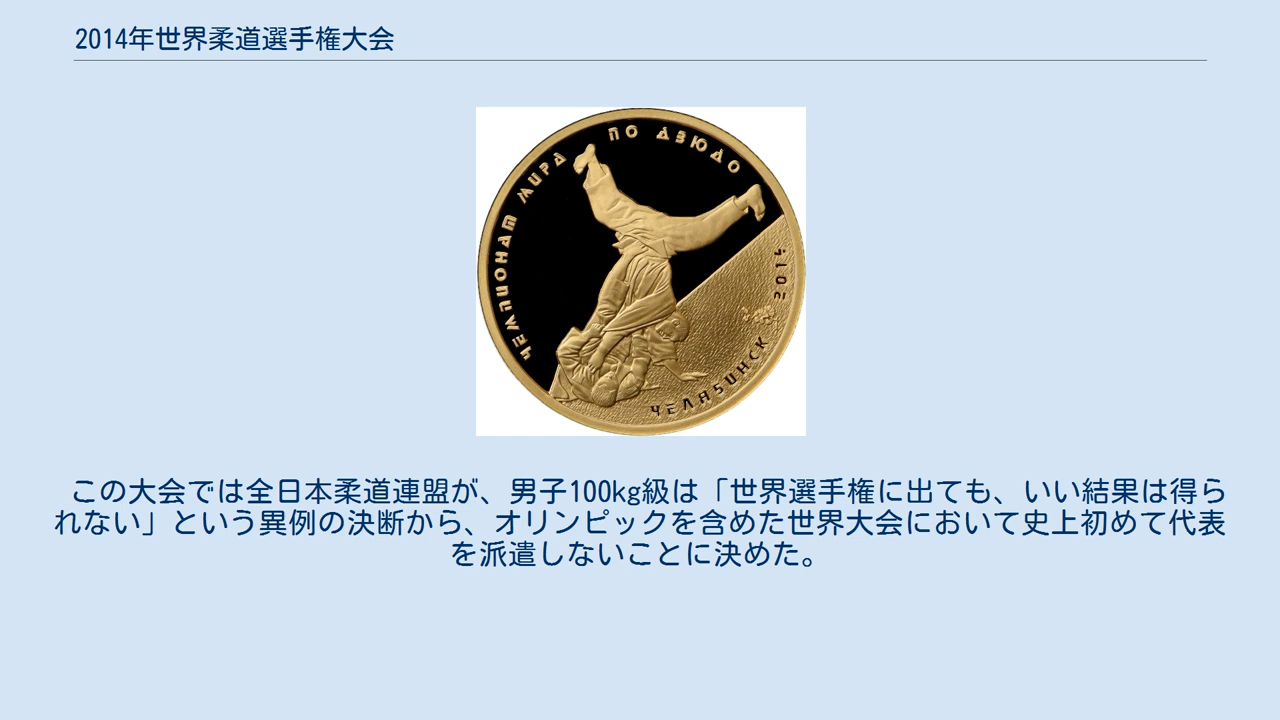 2014年世界柔道選手権大会
ЧЕМПИОНАТ МИРА ПО ДЗЮДО
2014
ЧЕЛЯБИНСК
この大会では全日本柔道連盟が、男子100kg級は「世界選手権に出ても、いい結果は得ら
れない」という異例の決断から、オリンピックを含めた世界大会において史上初めて代表
を派遣しないことに決めた。